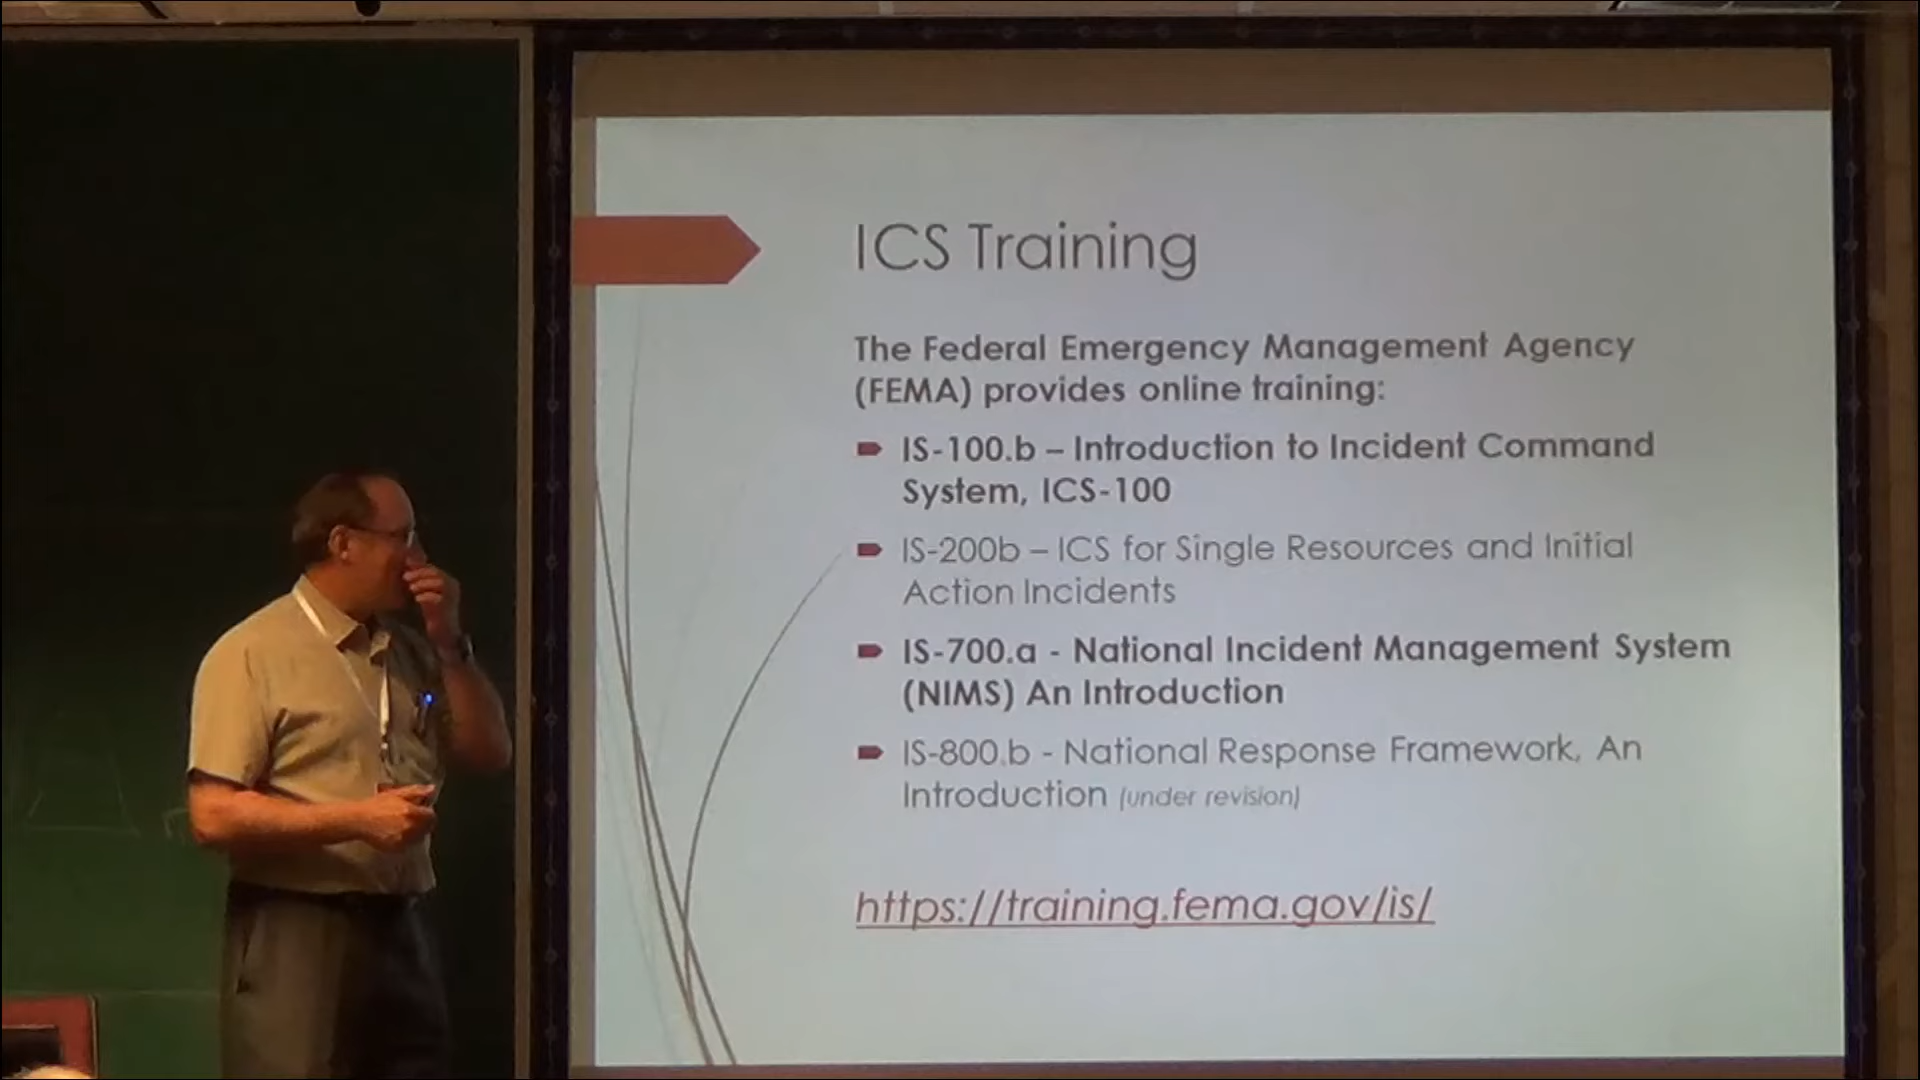 ICS Training
The Federal Emergency Management Agency
(FEMA) provides online training:
IS-100.b – Introduction to Incident Command
System, ICS-100
IS-200b – ICS for Single Resources and Initial
Action Incidents
IS-700.a - National Incident Management System
(NIMS) An Introduction
IS-800.b - National Response Framework, An
Introduction (under revision)
https://training.fema.gov/is/